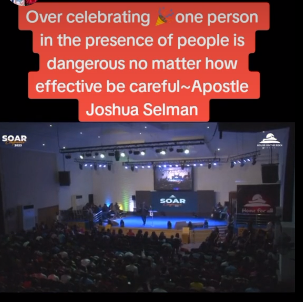 Over celebrating 🎉 one person
in the presence of people is
dangerous no matter how
effective be careful~Apostle
Joshua Selman
SOAR
SOAR